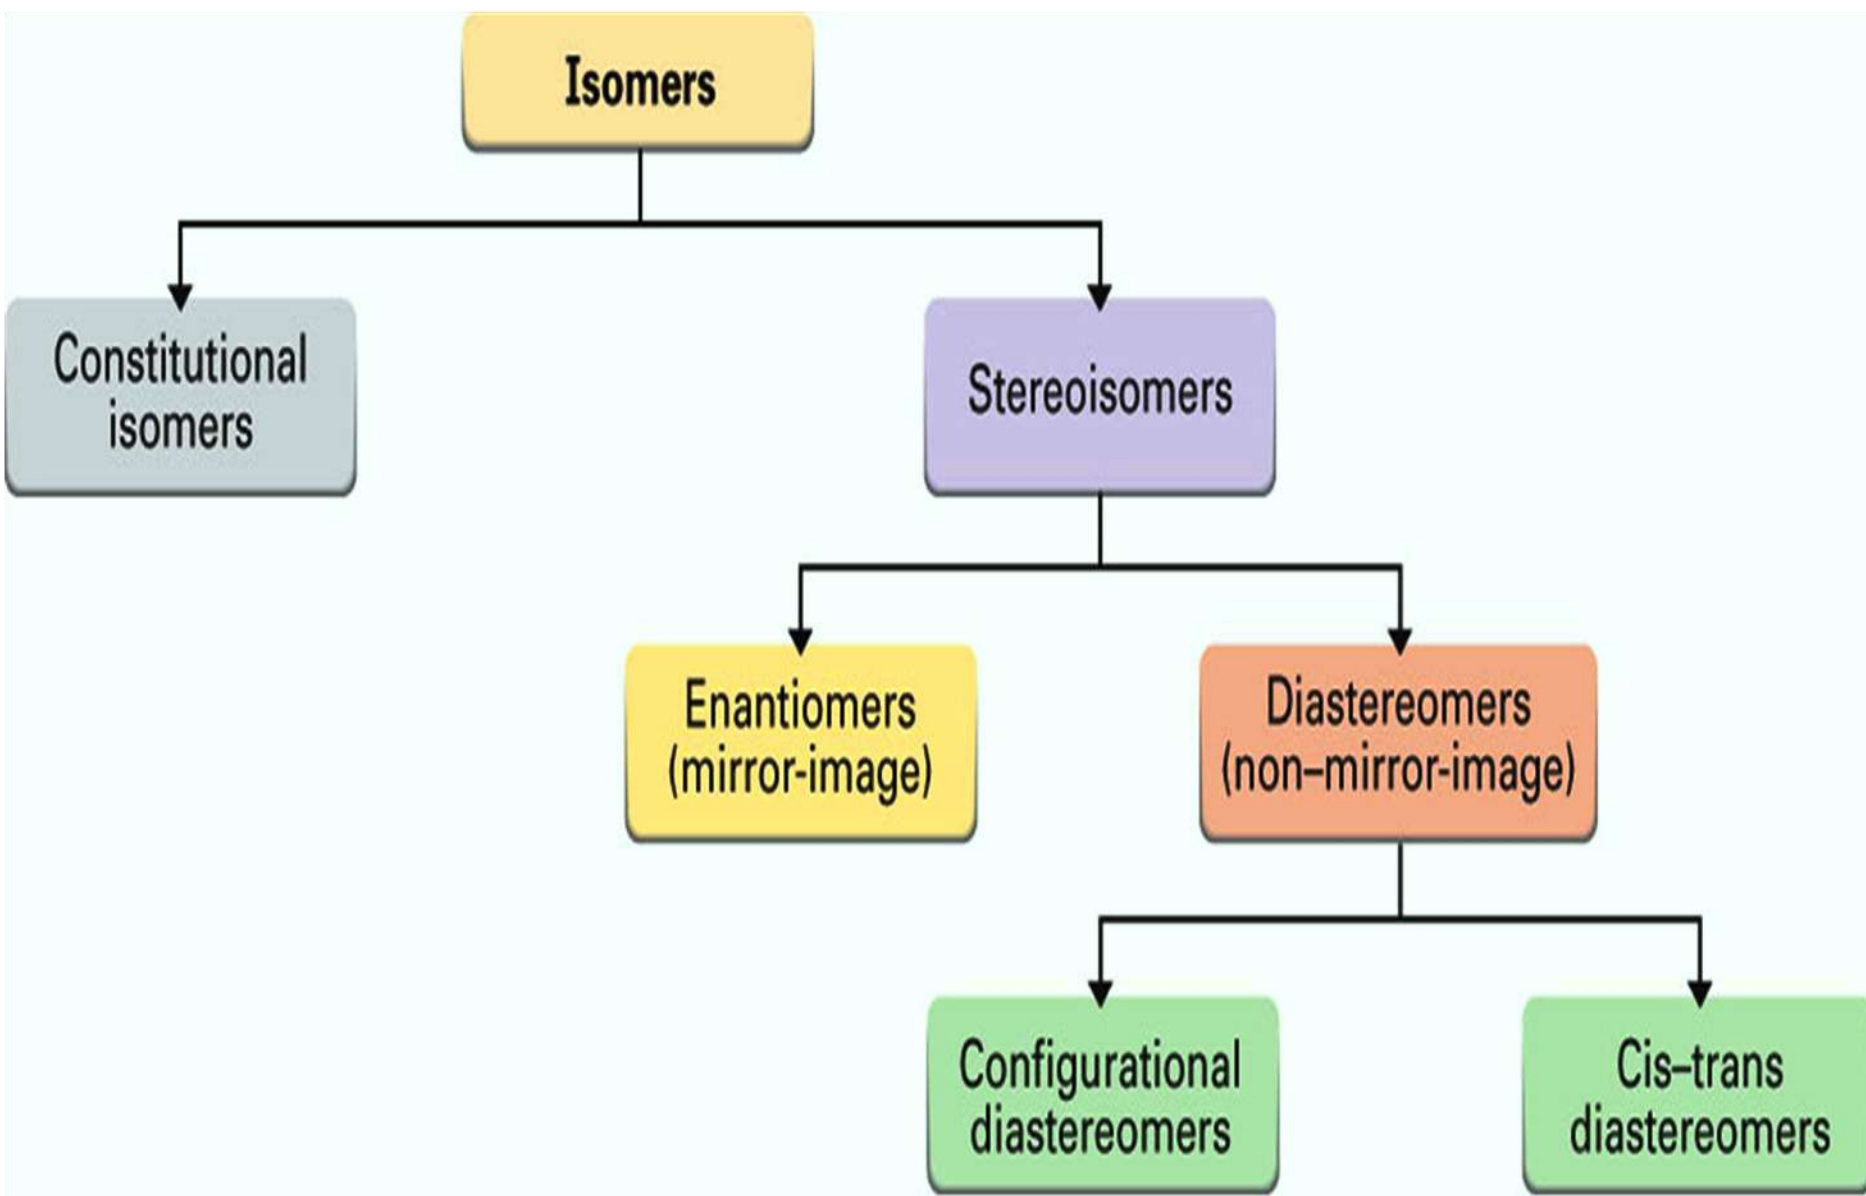 Isomers
Constitutional
isomers
Stereoisomers
Enantiomers
(mirror-image)
Diastereomers
(non–mirror-image)
Configurational
diastereomers
Cis–trans
diastereomers